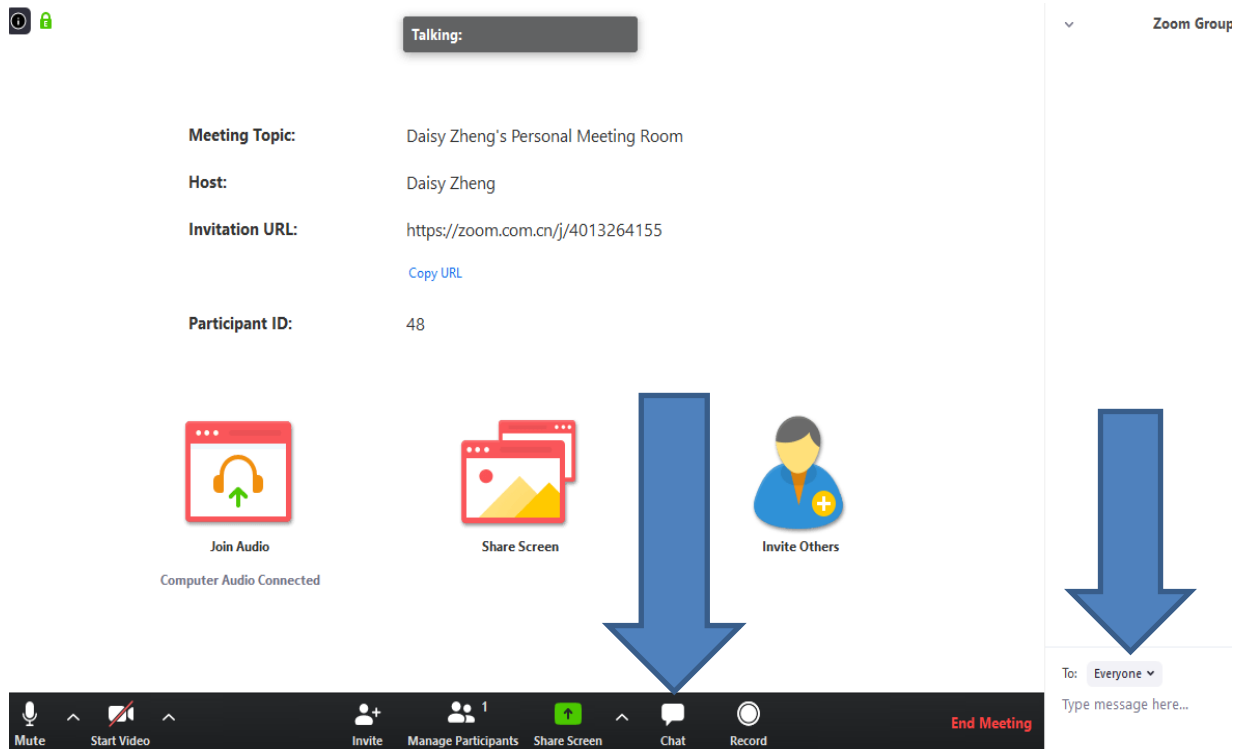 Talking:
Zoom Group
Meeting Topic: Daisy Zheng's Personal Meeting Room
Host: Daisy Zheng
Invitation URL: https://zoom.com.cn/j/4013264155
Copy URL
Participant ID: 48
Join Audio
Share Screen
Invite Others
Computer Audio Connected
To: Everyone
Type message here...
Mute
Start Video
Invite
Manage Participants 1
Share Screen
Chat
Record
End Meeting